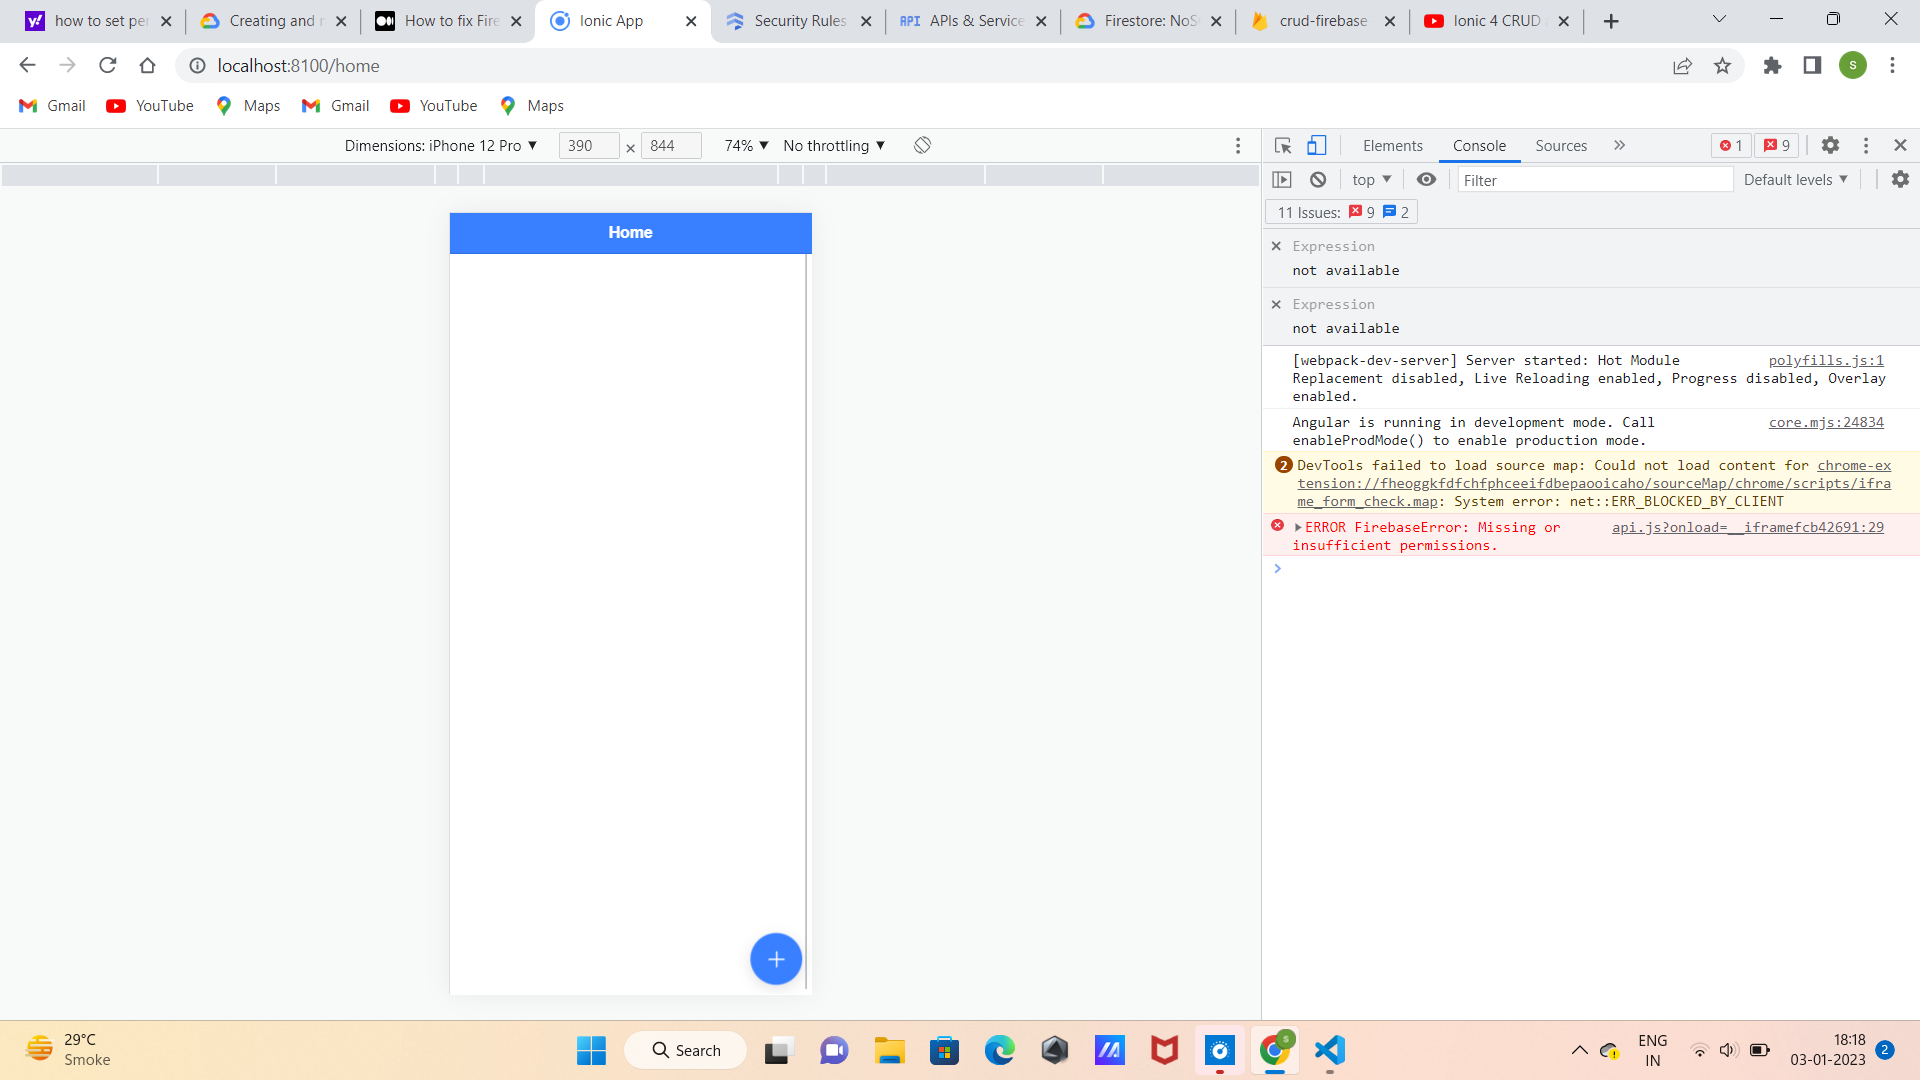 how to set per
Creating and r
How to fix Fire
Ionic App
Security Rules
APIs & Service
Firestore: NoS
crud-firebase
Ionic 4 CRUD
localhost:8100/home
S
Gmail YouTube Maps Gmail YouTube Maps
Dimensions: iPhone 12 Pro ▼ 390 × 844 74% ▼ No throttling ▼
Elements Console Sources » 1 9
top ▼ Filter Default levels ▼
11 Issues: 9 2
Home
Expression
not available
Expression
not available
[webpack-dev-server] Server started: Hot Module polyfills.js:1
Replacement disabled, Live Reloading enabled, Progress disabled, Overlay
enabled.
Angular is running in development mode. Call core.mjs:24834
enableProdMode() to enable production mode.
2 DevTools failed to load source map: Could not load content for chrome-ex
tension://fheoggkfdfchfphceeifdbepaooicaho/sourceMap/chrome/scripts/ifra
me_form_check.map: System error: net::ERR_BLOCKED_BY_CLIENT
ERROR FirebaseError: Missing or api.js?onload=__iframefcb42691:29
insufficient permissions.
29°C
Smoke
Search
ENG
IN
18:18
03-01-2023
2